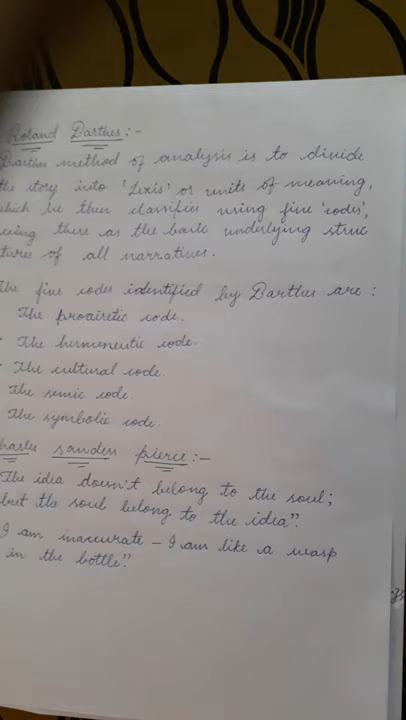 Roland Barthes:-
Barthes method of analysis is to divide
the story into 'Lexis' or units of meaning,
which he then classifies using five 'codes',
seeing there as the basic underlying struc
tures of all narratives.
The five codes identified by Barthes are:
The proairetic code.
The hermeneutic code.
The cultural code.
The semic code.
The symbolic code.
Charles sanders pierce:-
The idea doesn't belong to the soul;
but the soul belong to the idea".
I am inaccurate - I am like a wasp
in the bottle".